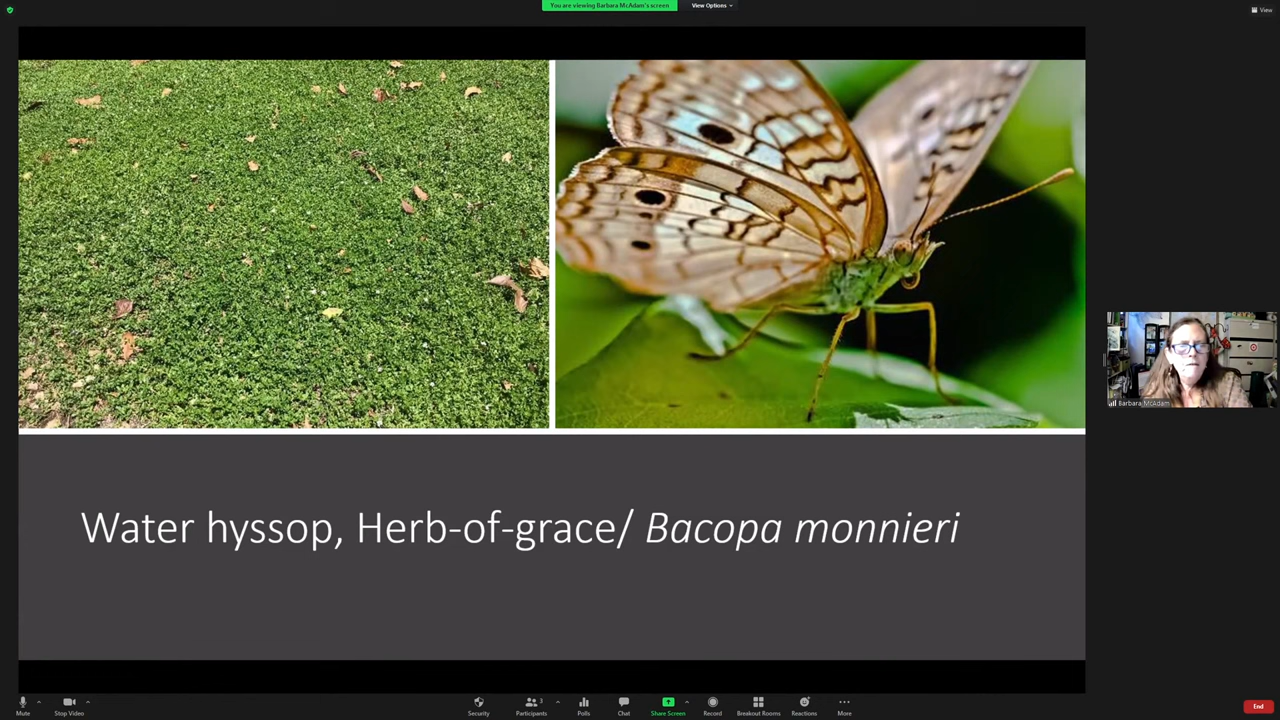 You are viewing Barbara McAdam's screen
View Options
View
Water hyssop, Herb-of-grace/ Bacopa monnieri
Barbara McAdam
Mute
Stop Video
Security
Participants
3
Polls
Chat
Share Screen
Record
Breakout Rooms
Reactions
More
End